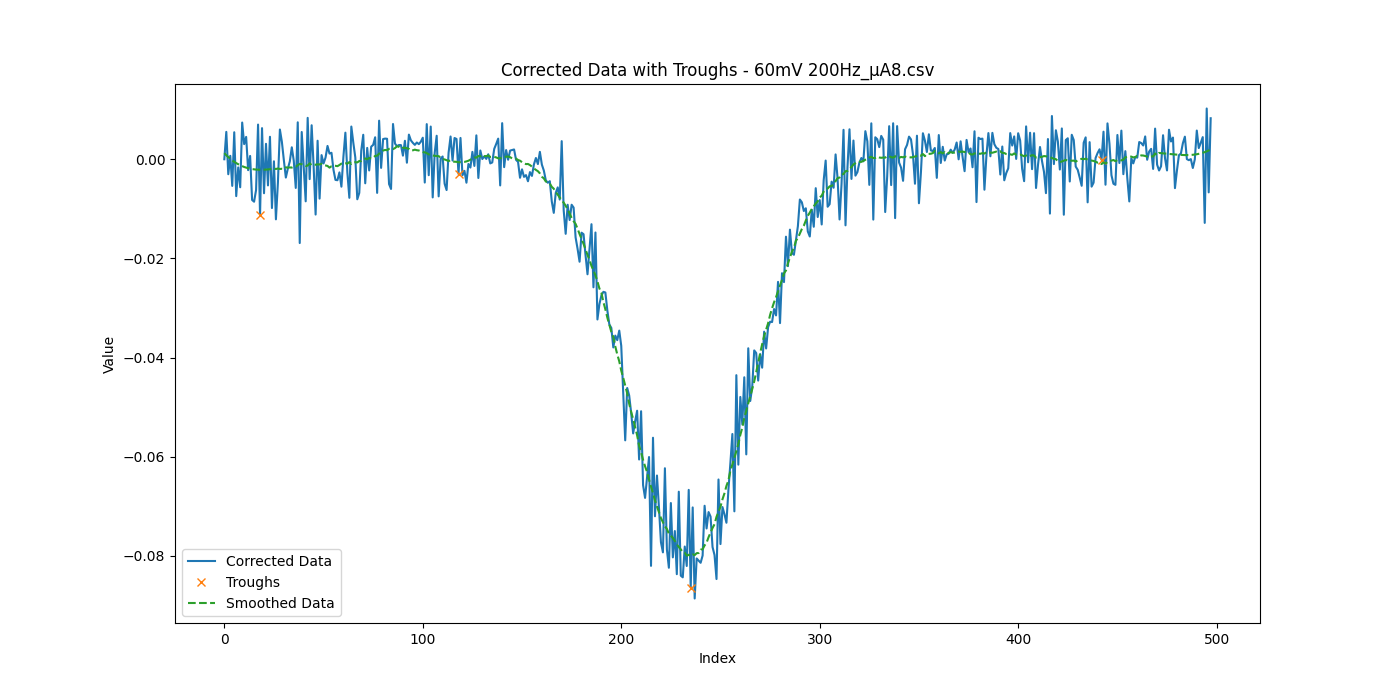 Corrected Data with Troughs - 60mV 200Hz_μA8.csv
Value
0.00
−0.02
−0.04
−0.06
−0.08
Corrected Data
Troughs
Smoothed Data
0 100 200 300 400 500
Index